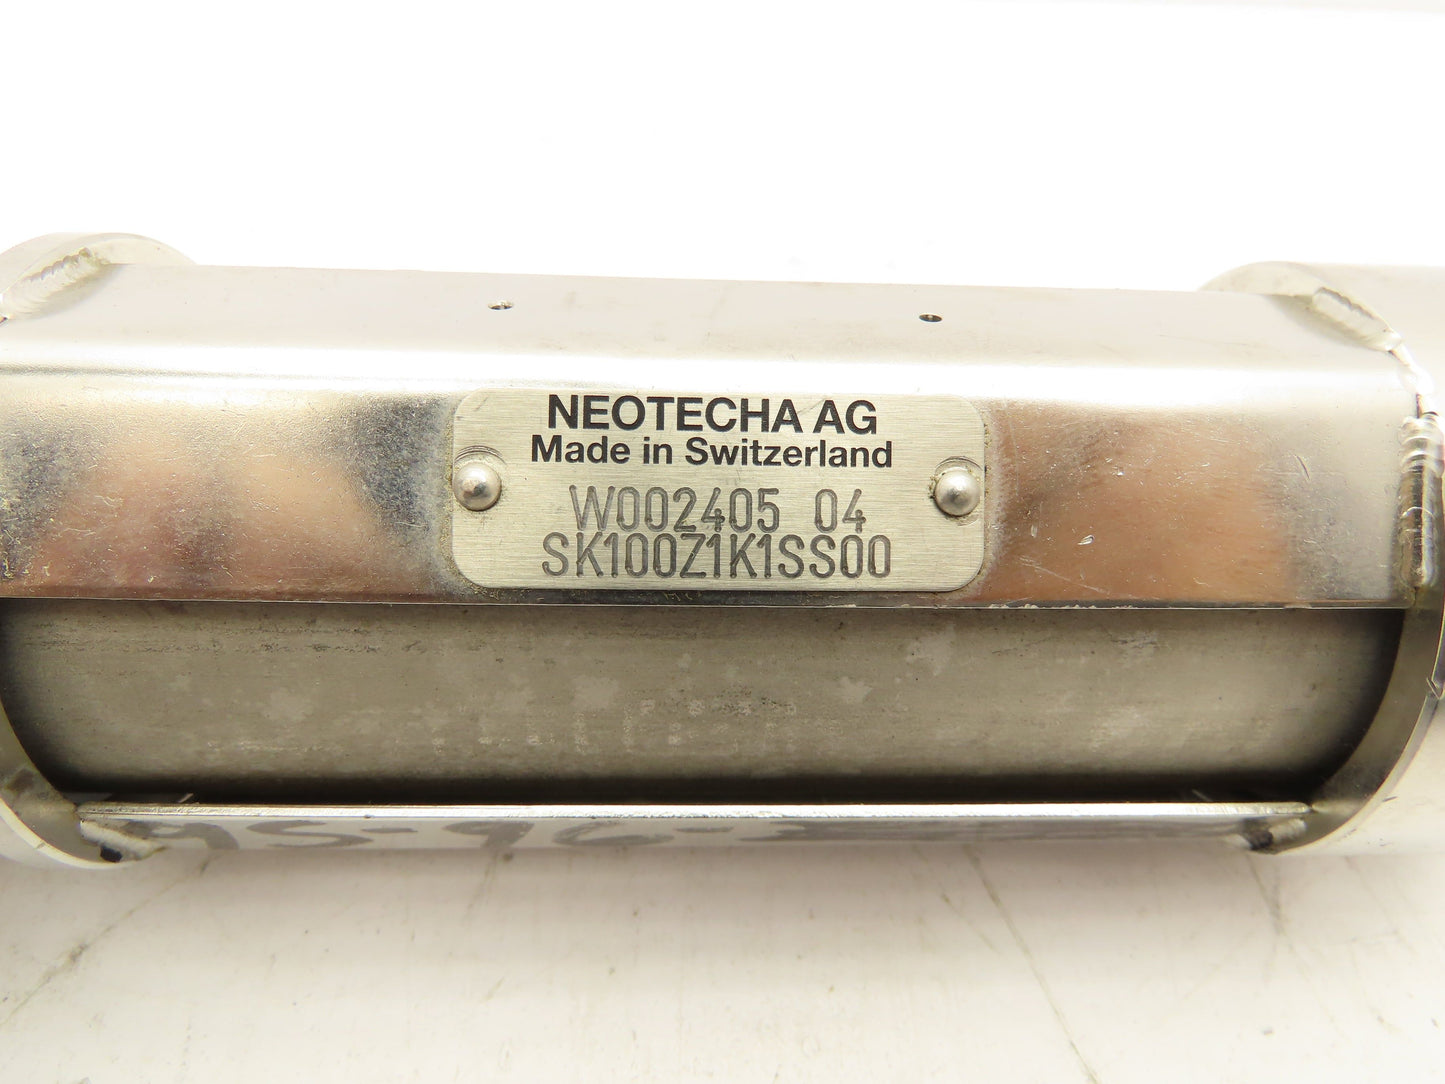 NEOTECHA AG
Made in Switzerland
W002405 04
SK100Z1K1SS00